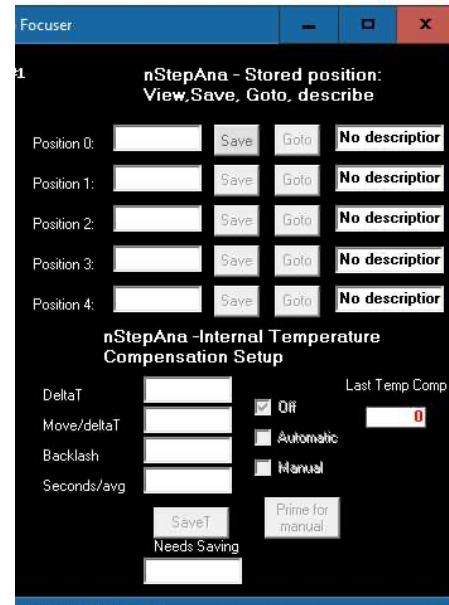 Focuser
#1
nStepAna - Stored position:
View,Save, Goto, describe
Position 0: Save Goto No descriptior
Position 1: Save Goto No descriptior
Position 2: Save Goto No descriptior
Position 3: Save Goto No descriptior
Position 4: Save Goto No descriptior
nStepAna -Internal Temperature
Compensation Setup
DeltaT
Off
Last Temp Comp
0
Move/deltaT
Automatic
Backlash
Manual
Seconds/avg
SaveT
Prime for
manual
Needs Saving